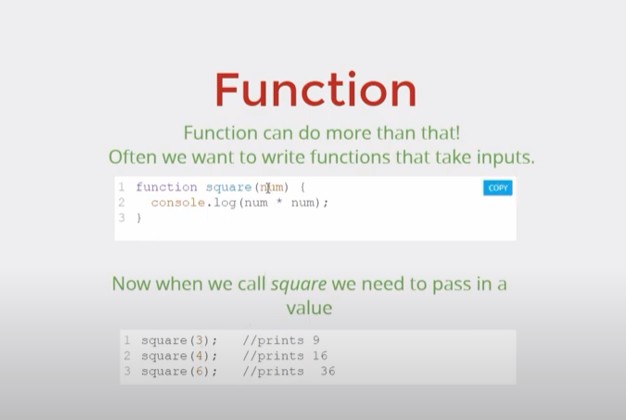 Function
Function can do more than that!
Often we want to write functions that take inputs.
1 function square(num) {
COPY
2   console.log(num * num);
3 }
Now when we call square we need to pass in a
value
1 square(3);   //prints 9
2 square(4);   //prints 16
3 square(6);   //prints  36